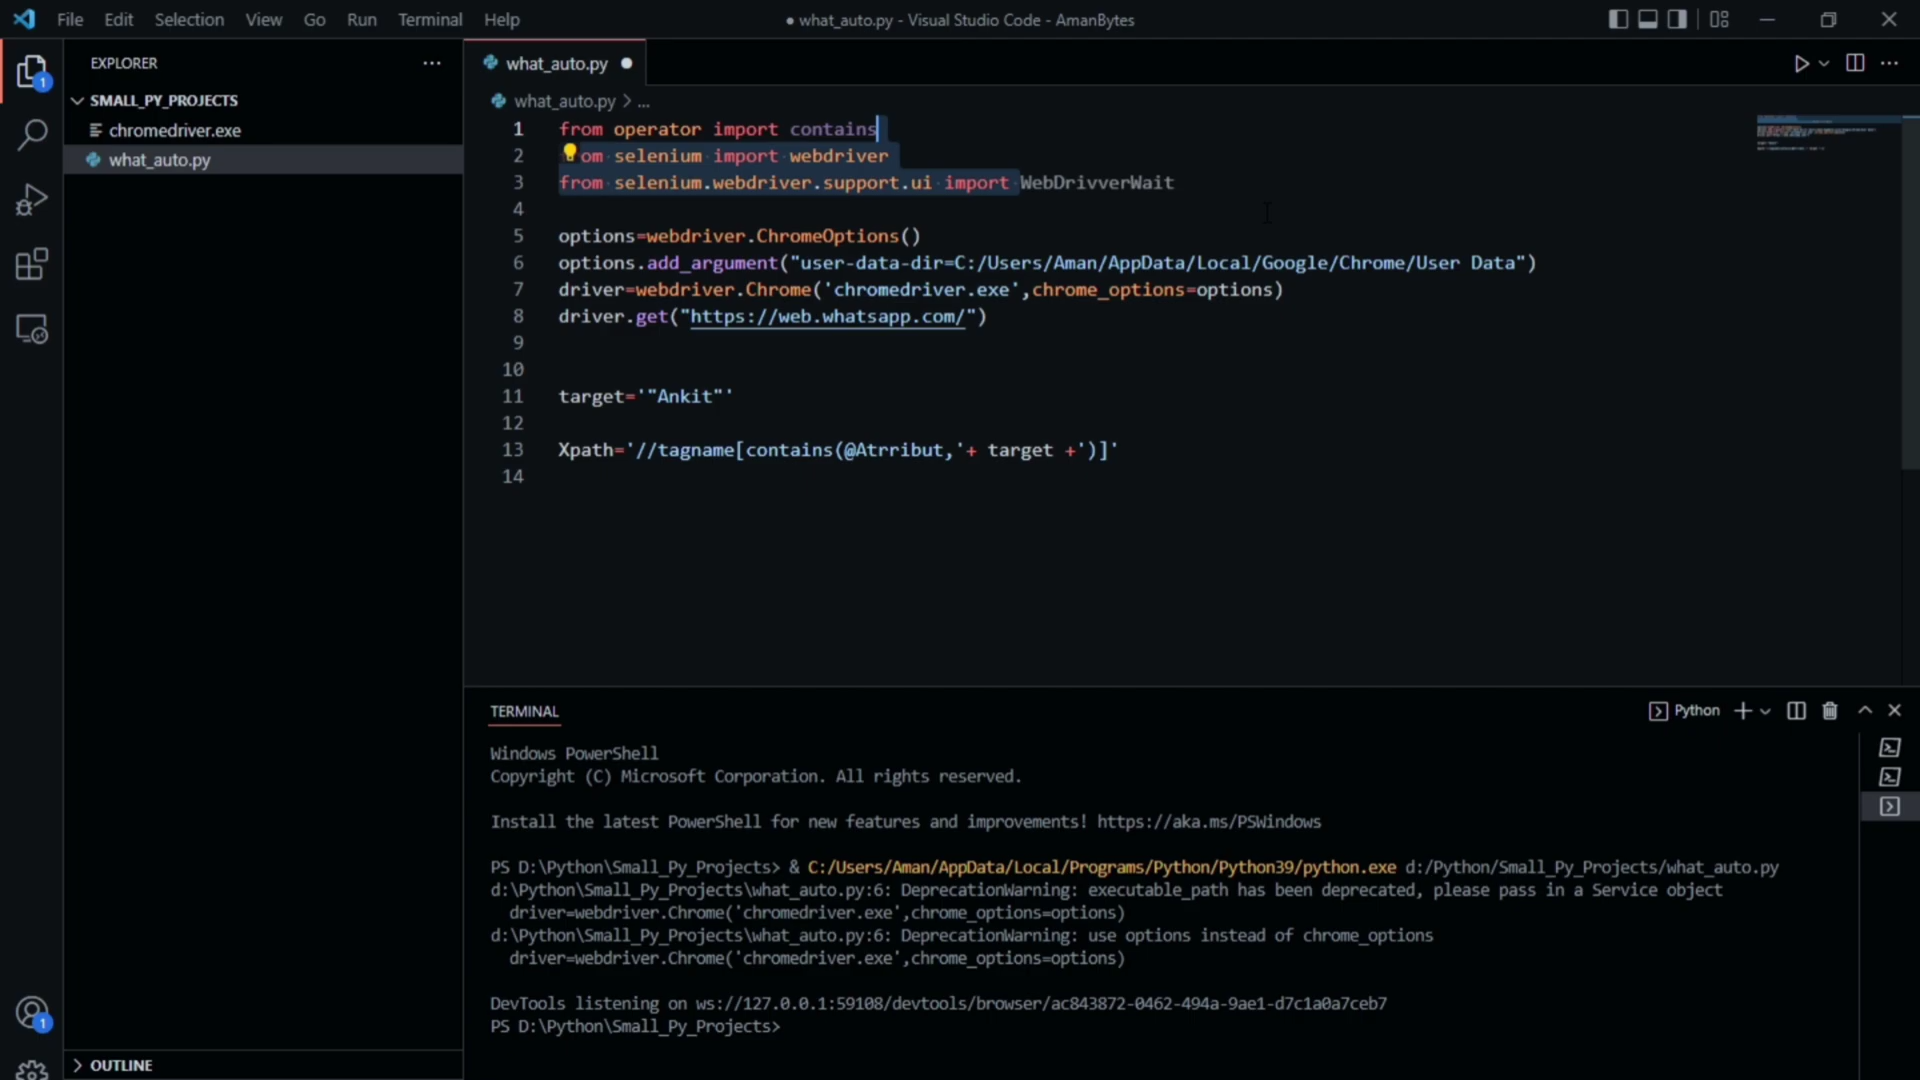 File Edit Selection View Go Run Terminal Help
● what_auto.py - Visual Studio Code - AmanBytes
EXPLORER
1
SMALL_PY_PROJECTS
chromedriver.exe
what_auto.py
OUTLINE
1
what_auto.py
what_auto.py > ...
1 from operator import contains
2 om selenium import webdriver
3 from selenium.webdriver.support.ui import WebDrivverWait
4
5 options=webdriver.ChromeOptions()
6 options.add_argument("user-data-dir=C:/Users/Aman/AppData/Local/Google/Chrome/User Data")
7 driver=webdriver.Chrome('chromedriver.exe',chrome_options=options)
8 driver.get("https://web.whatsapp.com/")
9
10
11 target='"Ankit"'
12
13 Xpath='//tagname[contains(@Atrribut,'+ target +')]'
14
TERMINAL
Python
Windows PowerShell
Copyright (C) Microsoft Corporation. All rights reserved.
Install the latest PowerShell for new features and improvements! https://aka.ms/PSWindows
PS D:\Python\Small_Py_Projects> & C:/Users/Aman/AppData/Local/Programs/Python/Python39/python.exe d:/Python/Small_Py_Projects/what_auto.py
d:\Python\Small_Py_Projects\what_auto.py:6: DeprecationWarning: executable_path has been deprecated, please pass in a Service object
driver=webdriver.Chrome('chromedriver.exe',chrome_options=options)
d:\Python\Small_Py_Projects\what_auto.py:6: DeprecationWarning: use options instead of chrome_options
driver=webdriver.Chrome('chromedriver.exe',chrome_options=options)
DevTools listening on ws://127.0.0.1:59108/devtools/browser/ac843872-0462-494a-9ae1-d7c1a0a7ceb7
PS D:\Python\Small_Py_Projects>